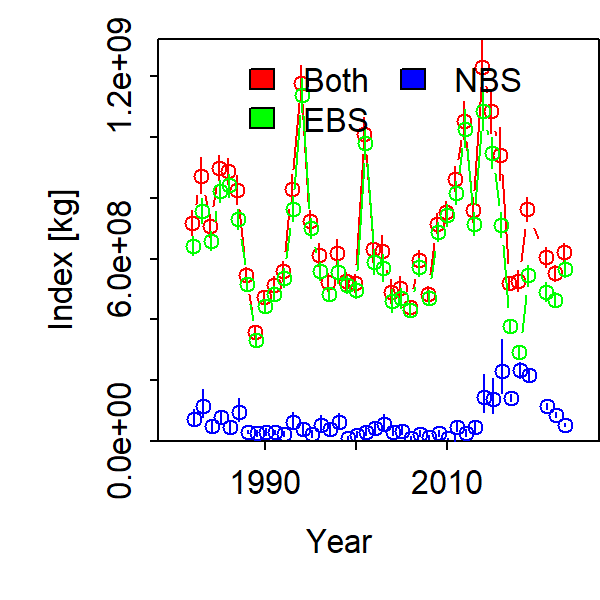 1.2e+09
6.0e+08
0.0e+00
Index [kg]
Both NBS
EBS
1990 2010
Year